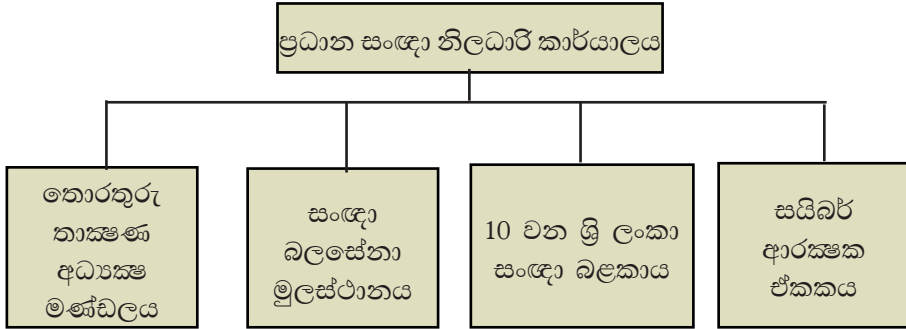 ප්‍රධාන සංඥා නිලධාරි කාර්යාලය
තොරතුරු
තාක්ෂණ
අධ්‍යක්ෂ
මණ්ඩලය
සංඥා
බලසේනා
මුලස්ථානය
10 වන ශ්‍රි ලංකා
සංඥා බළකාය
සයිබර්
ආරක්ෂක
ඒකකය